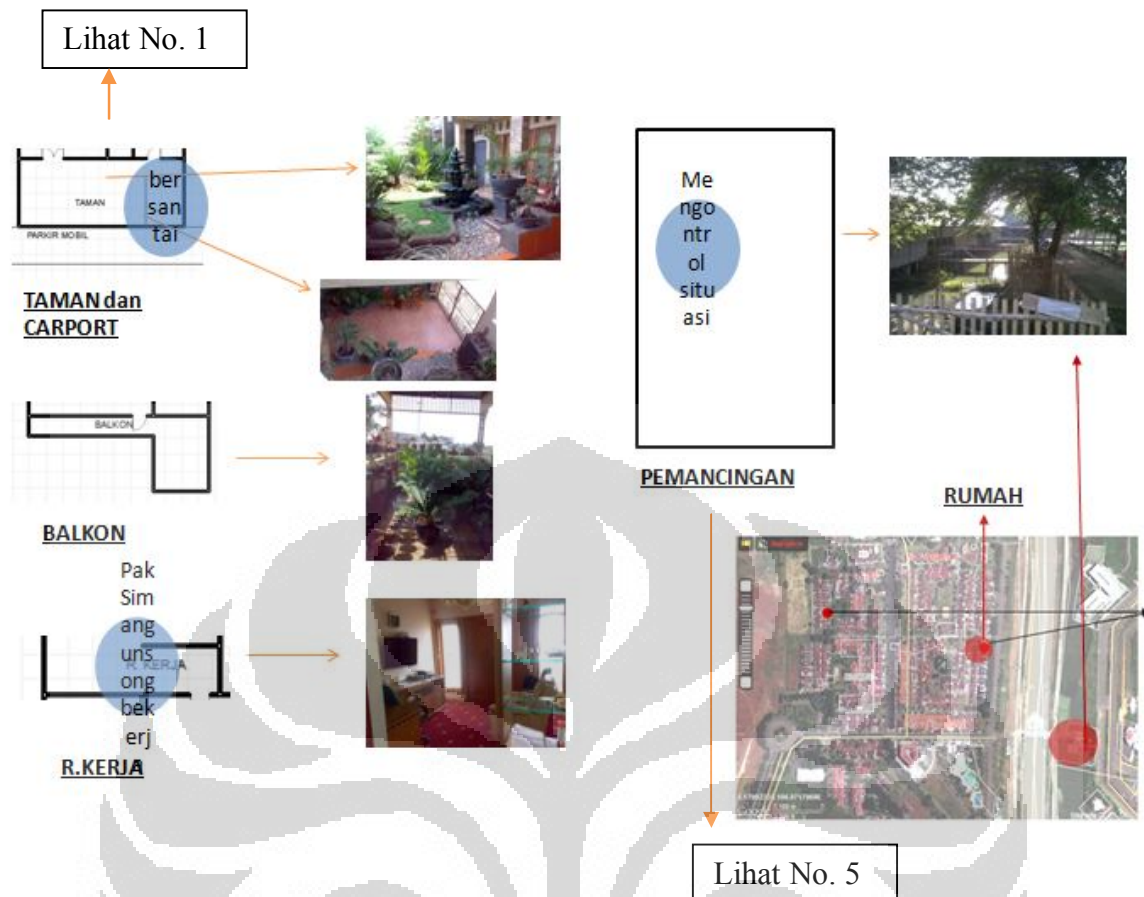 Lihat No. 1
ber
san
tai
TAMAN
PARKIR MOBIL
TAMAN dan
CARPORT
BALKON
BALKON
Pak
Sim
ang
uns
ong
bek
erj
R. KERJA
R.KERJA
Me
ngo
ntr
ol
situ
asi
PEMANCINGAN
RUMAH
Lihat No. 5